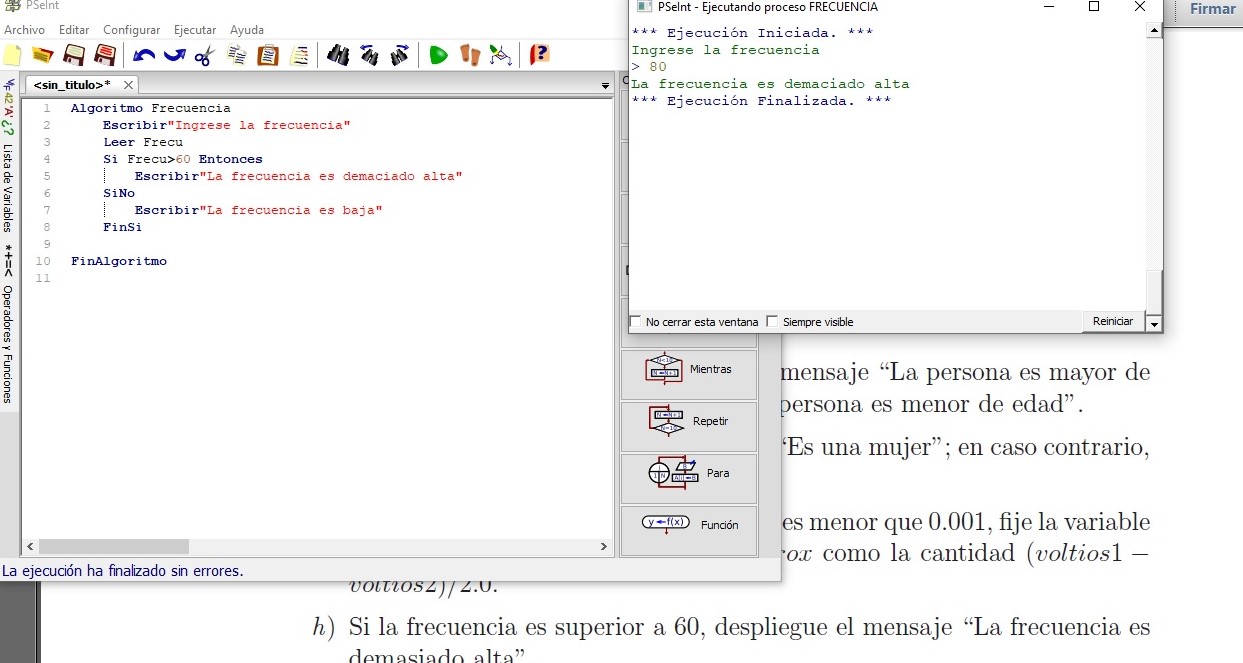 PSeInt
Archivo Editar Configurar Ejecutar Ayuda
<sin_titulo>*
1 Algoritmo Frecuencia
2 Escribir"Ingrese la frecuencia"
3 Leer Frecu
4 Si Frecu>60 Entonces
5 Escribir"La frecuencia es demaciado alta"
6 SiNo
7 Escribir"La frecuencia es baja"
8 FinSi
9
10 FinAlgoritmo
11
Lista de Variables
*+=< Operadores y Funciones
La ejecución ha finalizado sin errores.
PSeInt - Ejecutando proceso FRECUENCIA
*** Ejecución Iniciada. ***
Ingrese la frecuencia
> 80
La frecuencia es demaciado alta
*** Ejecución Finalizada. ***
No cerrar esta ventana Siempre visible Reiniciar
Firmar
Mientras
Repetir
Para
y←f(x) Función
mensaje “La persona es mayor de
persona es menor de edad”.
“Es una mujer”; en caso contrario,
es menor que 0.001, fije la variable
ox como la cantidad (voltios1 −
voltios2)/2.0.
h) Si la frecuencia es superior a 60, despliegue el mensaje “La frecuencia es
demasiado alta”